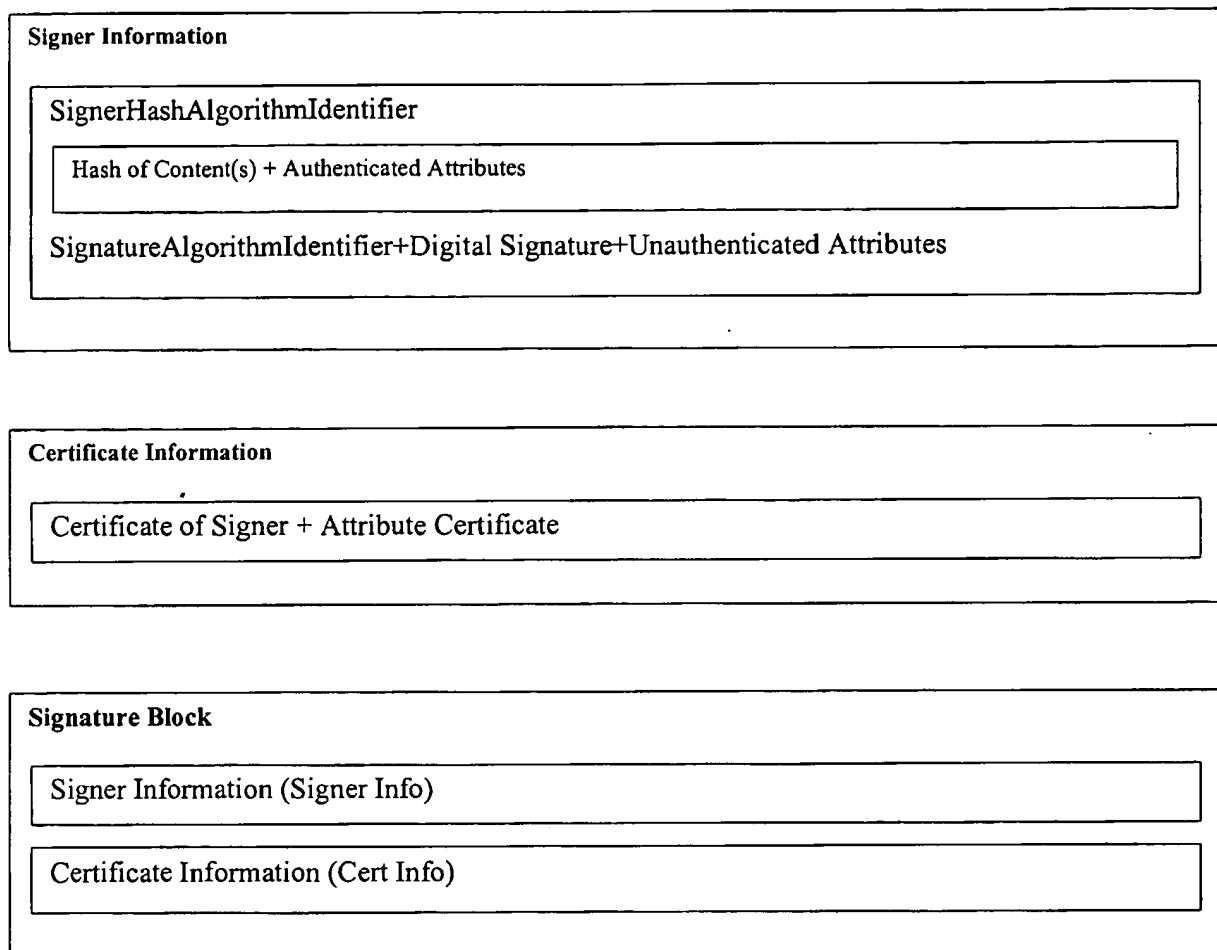 Signer Information
SignerHashAlgorithmIdentifier
Hash of Content(s) + Authenticated Attributes
SignatureAlgorithmIdentifier+Digital Signature+Unauthenticated Attributes
Certificate Information
Certificate of Signer + Attribute Certificate
Signature Block
Signer Information (Signer Info)
Certificate Information (Cert Info)